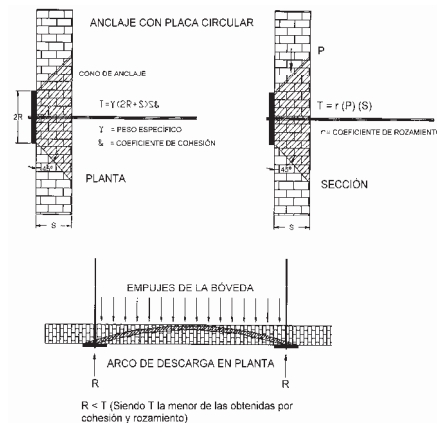 ANCLAJE CON PLACA CIRCULAR
CONO DE ANCLAJE
2R
T=γ(2R+S)S&
γ = PESO ESPECÍFICO
& = COEFICIENTE DE COHESIÓN
45°
PLANTA
S
P
T = r (P) (S)
r = COEFICIENTE DE ROZAMIENTO
45°
SECCIÓN
S
EMPUJES DE LA BÓVEDA
ARCO DE DESCARGA EN PLANTA
R
R
R < T (Siendo T la menor de las obtenidas por
cohesión y rozamiento)